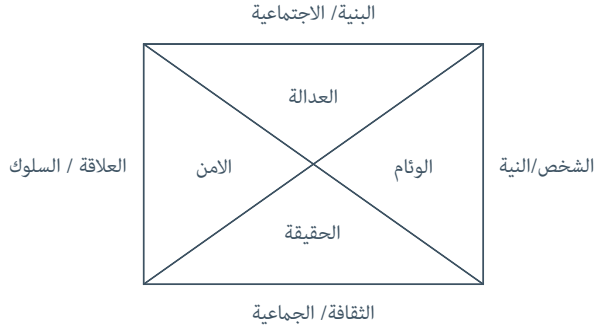 البنية/ الاجتماعية
العدالة
الشخص/النية
الوئام
الامن
العلاقة / السلوك
الحقيقة
الثقافة/ الجماعية